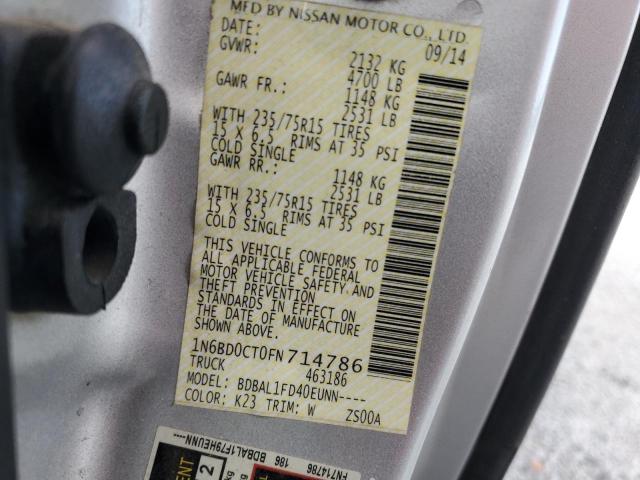 MFD BY NISSAN MOTOR CO., LTD.
DATE: 09/14
GVWR: 2132 KG
4700 LB
GAWR FR.: 1148 KG
2531 LB
WITH 235/75R15 TIRES
15 X 6.5 RIMS AT 35 PSI
COLD SINGLE
GAWR RR.: 1148 KG
2531 LB
WITH 235/75R15 TIRES
15 X 6.5 RIMS AT 35 PSI
COLD SINGLE
THIS VEHICLE CONFORMS TO
ALL APPLICABLE FEDERAL
MOTOR VEHICLE SAFETY,AND
THEFT PREVENTION
STANDARDS IN EFFECT ON
THE DATE OF MANUFACTURE
SHOWN ABOVE.
1N6BD0CT0FN714786
TRUCK 463186
MODEL: BDBAL1FD40EUNN----
COLOR: K23 TRIM: W ZS00A
FN714786
186
BDBAL1F79HEUNN----
2